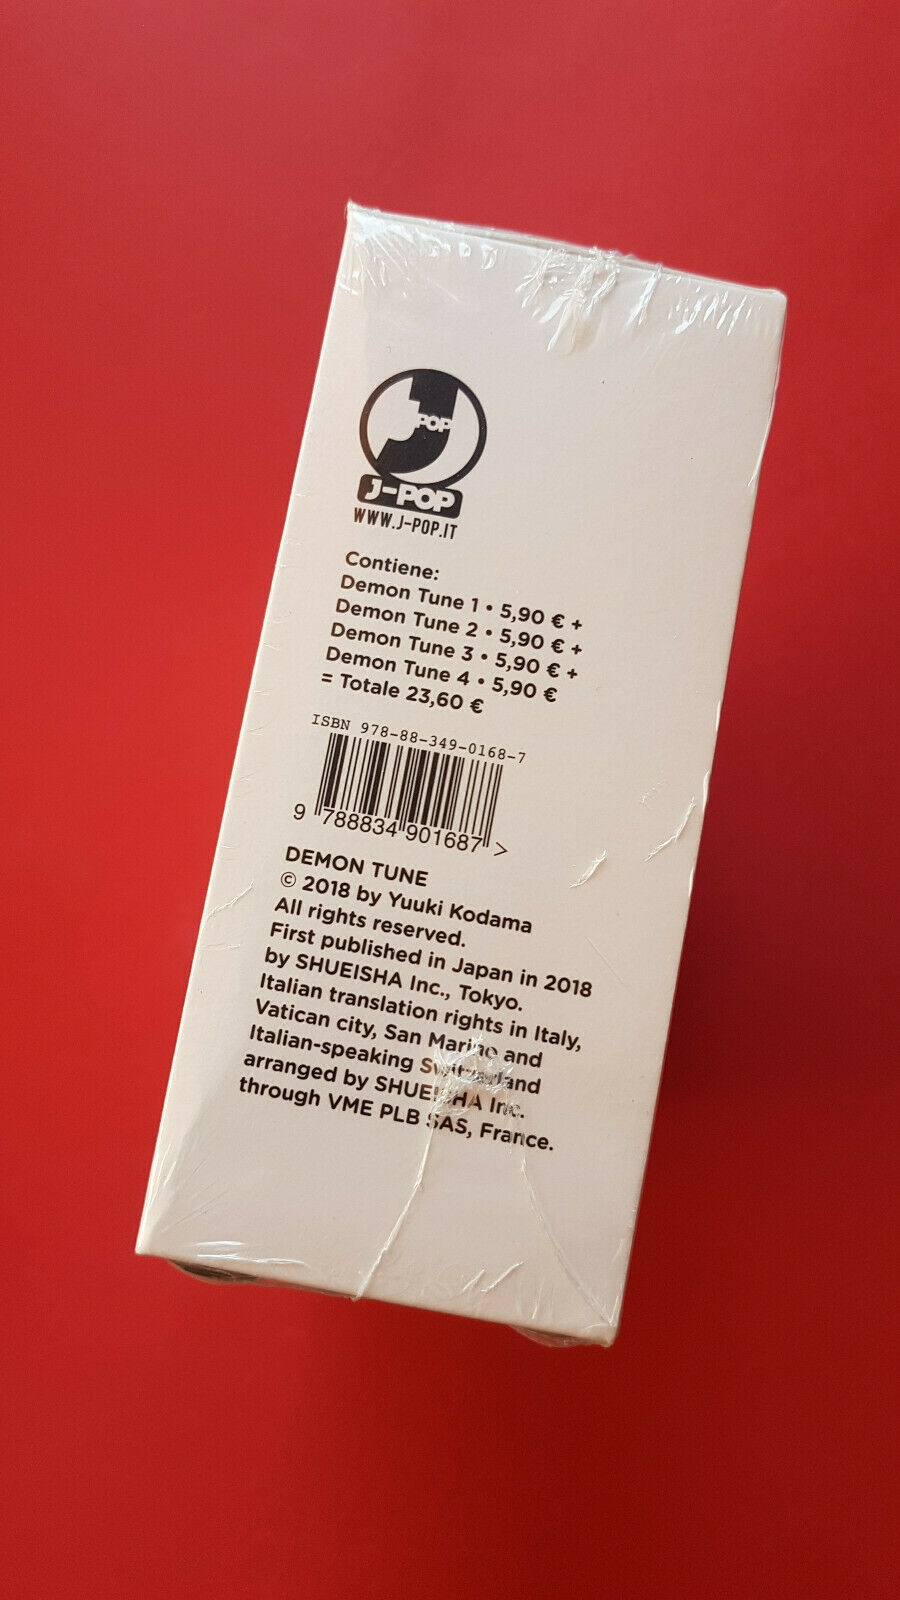 POP
J-POP
WWW.J-POP.IT
Contiene:
Demon Tune 1 • 5,90 € +
Demon Tune 2 • 5,90 € +
Demon Tune 3 • 5,90 € +
Demon Tune 4 • 5,90 €
= Totale 23,60 €
ISBN 978-88-349-0168-7
9 788834 901687 >
DEMON TUNE
© 2018 by Yuuki Kodama
All rights reserved.
First published in Japan in 2018
by SHUEISHA Inc., Tokyo.
Italian translation rights in Italy,
Vatican city, San Marino and
Italian-speaking Switzerland
arranged by SHUEISHA Inc.
through VME PLB SAS, France.